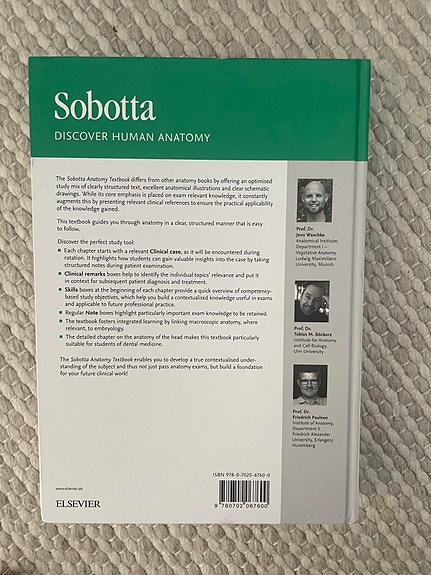 Sobotta
DISCOVER HUMAN ANATOMY
The Sobotta Anatomy Textbook differs from other anatomy books by offering an optimised
study mix of clearly structured text, excellent anatomical illustrations and clear schematic
drawings. While its core emphasis is placed on exam relevant knowledge, it constantly
augments this by presenting relevant clinical references to ensure the practical applicability
of the knowledge gained.
This textbook guides you through anatomy in a clear, structured manner that is easy
to follow.
Discover the perfect study tool:
Each chapter starts with a relevant Clinical case, as it will be encountered during
rotation. It highlights how students can gain valuable insights into the case by taking
structured notes during patient examination.
Clinical remarks boxes help to identify the individual topics' relevance and put it
in context for subsequent patient diagnosis and treatment.
Skills boxes at the beginning of each chapter provide a quick overview of competency-
based study objectives, which help you build a contextualised knowledge useful in exams
and applicable to future professional practice.
Regular Note boxes highlight particularly important exam knowledge to be retained.
The textbook fosters integrated learning by linking macroscopic anatomy, where
relevant, to embryology.
The detailed chapter on the anatomy of the head makes this textbook particularly
suitable for students of dental medicine.
The Sobotta Anatomy Textbook enables you to develop a true contextualised under-
standing of the subject and thus not just pass anatomy exams, but build a foundation
for your future clinical work!
Prof. Dr.
Jens Waschke
Anatomical Institute,
Department I –
Vegetative Anatomy
Ludwig Maximilians
University, Munich
Prof. Dr.
Tobias M. Böckers
Institute for Anatomy
and Cell Biology,
Ulm University
Prof. Dr.
Friedrich Paulsen
Institute of Anatomy,
Department II
Friedrich Alexander
University, Erlangen/
Nuremberg
ISBN 978-0-7020-6760-0
9 780702 067600
www.elsevier.de
ELSEVIER